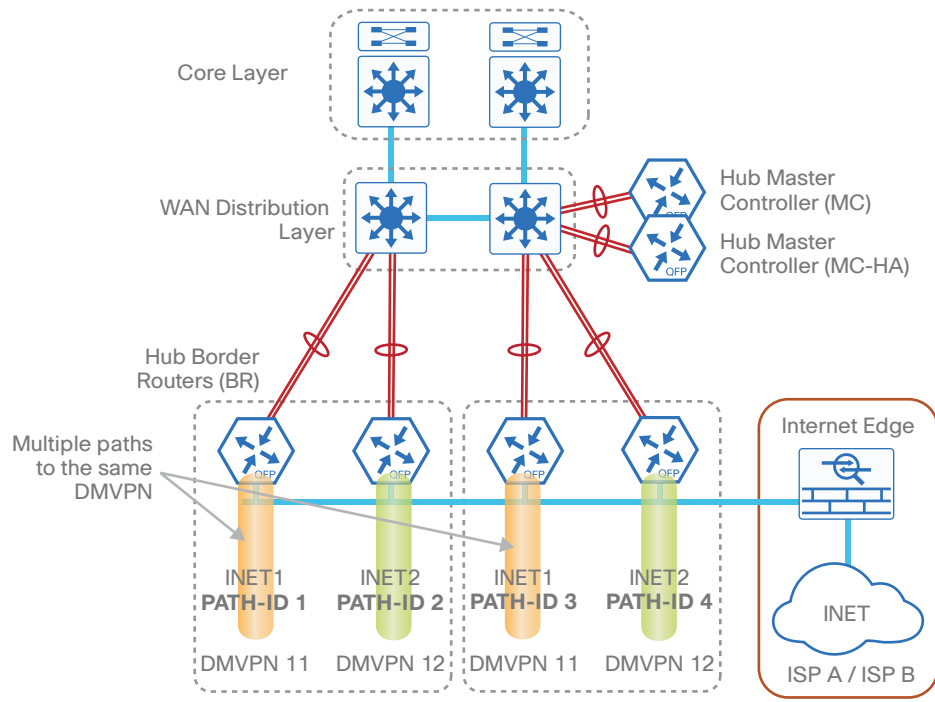 Core Layer
WAN Distribution
Layer
Hub Master
Controller (MC)
QFP
Hub Master
Controller (MC-HA)
QFP
Hub Border
Routers (BR)
Multiple paths
to the same
DMVPN
QFP
QFP
QFP
QFP
Internet Edge
INET1
PATH-ID 1
INET2
PATH-ID 2
INET1
PATH-ID 3
INET2
PATH-ID 4
INET
DMVPN 11
DMVPN 12
DMVPN 11
DMVPN 12
ISP A / ISP B